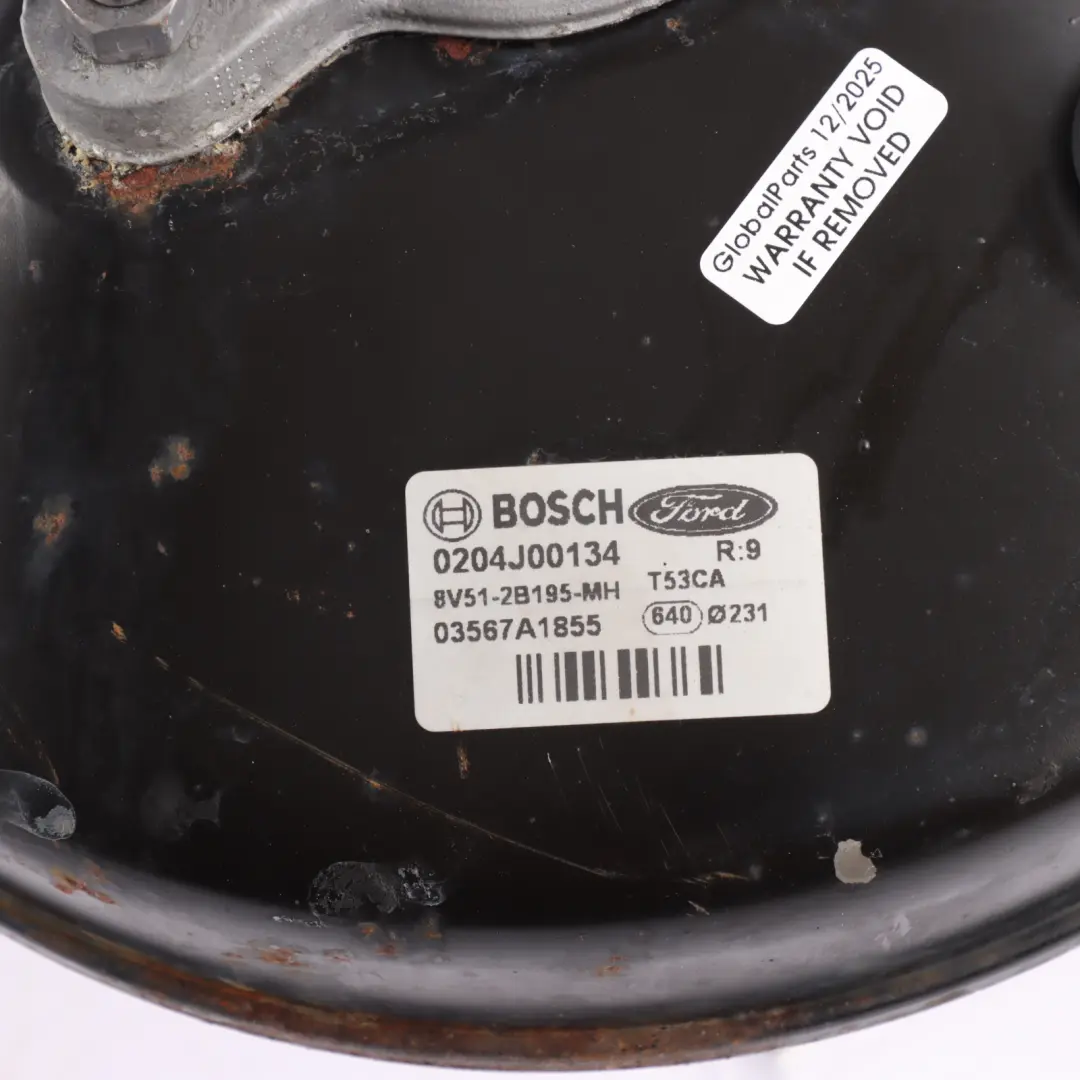 GlobalParts 12/2025
WARRANTY VOID
IF REMOVED
BOSCH Ford
0204J00134 R:9
8V51-2B195-MH T53CA
03567A1855 640 Ø231